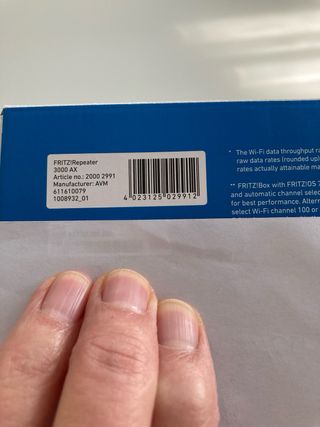 FRITZ!Repeater
3000 AX
Article no.: 2000 2991
Manufacturer: AVM
611610079
1008932_01
4 023125 029912
* The Wi-Fi data throughput ra
raw data rates (rounded up)
rates actually attainable ma
** FRITZ!Box with FRITZ!OS 7
and automatic channel selec
for best performance. Altern
select Wi-Fi channel 100 or